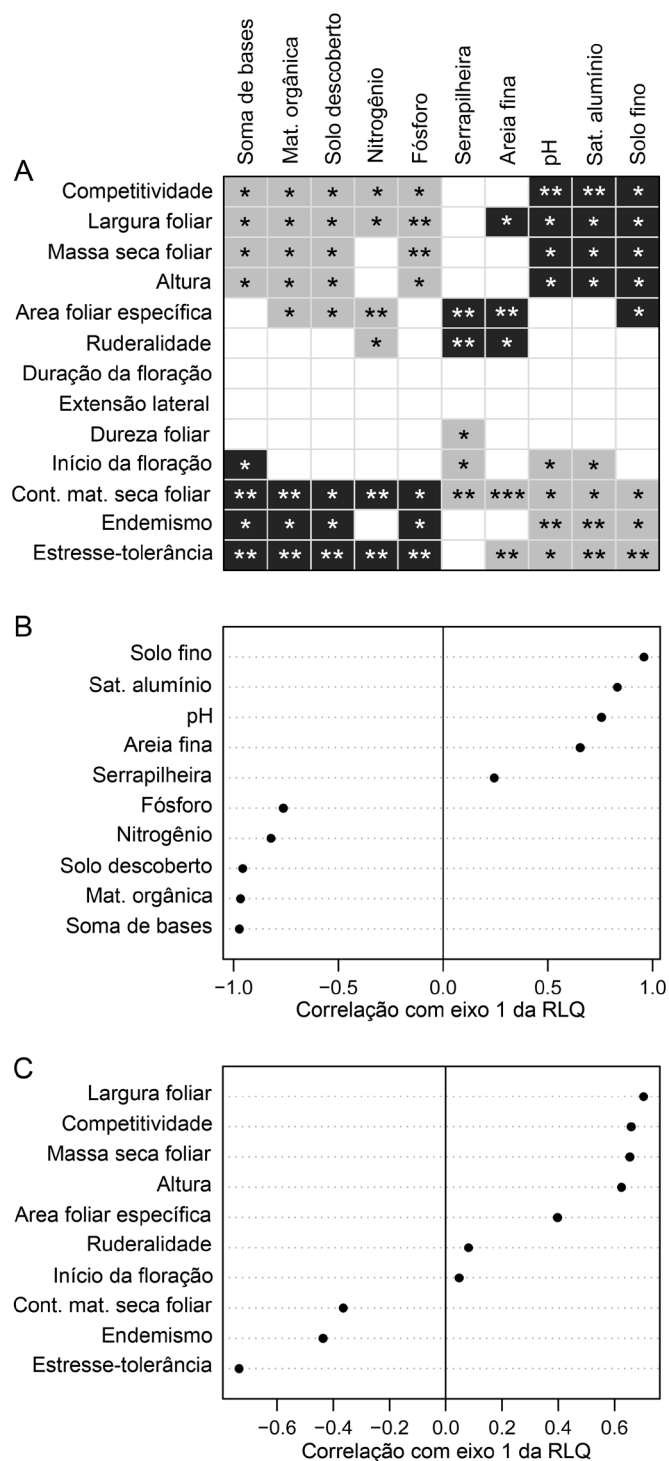 Soma de bases
Mat. orgânica
Solo descoberto
Nitrogênio
Fósforo
Serrapilheira
Areia fina
pH
Sat. alumínio
Solo fino
A
Competitividade * * * * * ** ** *
Largura foliar * * * * ** * * * *
Massa seca foliar * * * ** * * *
Altura * * * * * * *
Area foliar específica * * ** ** ** *
Ruderalidade * ** *
Duração da floração
Extensão lateral
Dureza foliar *
Início da floração * * * *
Cont. mat. seca foliar ** ** * ** * ** *** * * *
Endemismo * * * * ** ** *
Estresse-tolerância ** ** ** ** ** ** * ** **
B
Solo fino
Sat. alumínio
pH
Areia fina
Serrapilheira
Fósforo
Nitrogênio
Solo descoberto
Mat. orgânica
Soma de bases
−1.0 −0.5 0.0 0.5 1.0
Correlação com eixo 1 da RLQ
C
Largura foliar
Competitividade
Massa seca foliar
Altura
Area foliar específica
Ruderalidade
Início da floração
Cont. mat. seca foliar
Endemismo
Estresse-tolerância
−0.6 −0.4 −0.2 0.0 0.2 0.4 0.6
Correlação com eixo 1 da RLQ